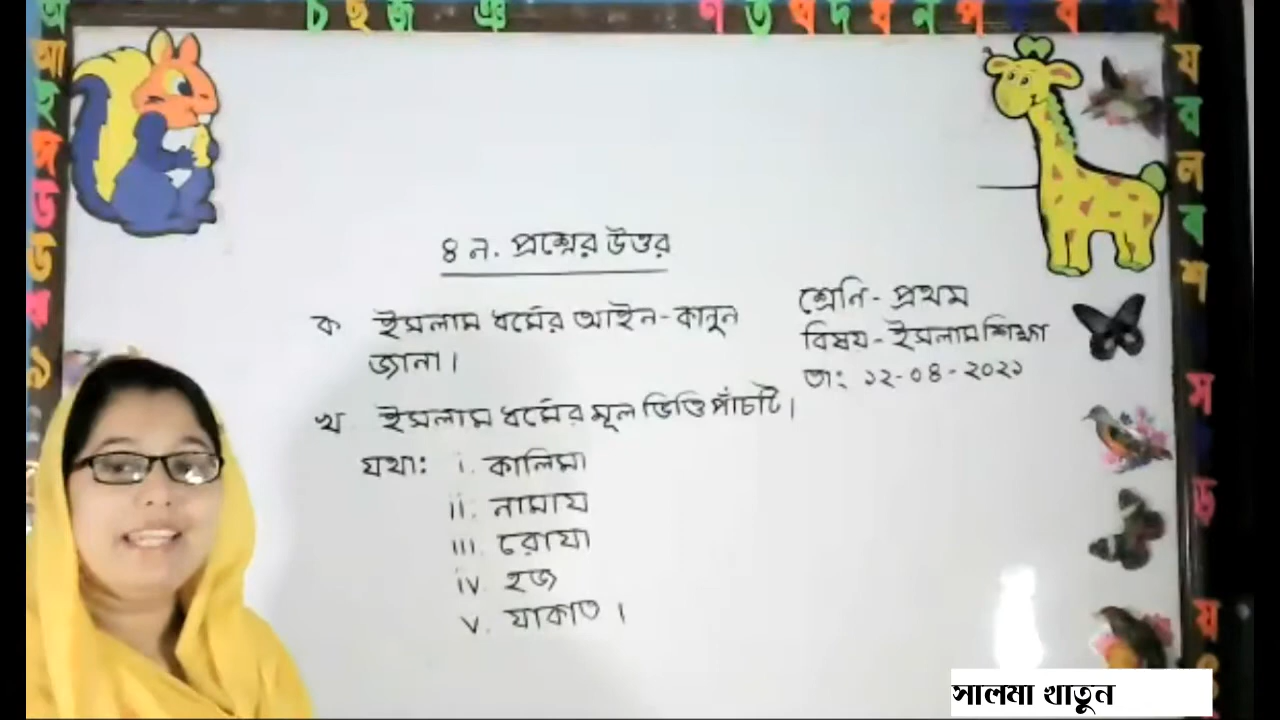 অ চ ছ জ ঞ ণ ত থ দ ধ ন প ব ম
আ
ই
ঈ
উ
ঊ
ঋ
৯
৪ ন. প্রশ্নের উত্তর
ক ইসলাম ধর্মের আইন-কানুন
জানা।
খ ইসলাম ধর্মের মূল ভিত্তি পাঁচটি।
যথা: i. কালিমা
ii. নামায
iii. রোযা
iv. হজ
v. যাকাত।
শ্রেনি - প্রথম
বিষয় - ইসলাম শিক্ষা
তাং ১২-০৪-২০২১
য
ল
শ
স
ড়
য়
সালমা খাতুন